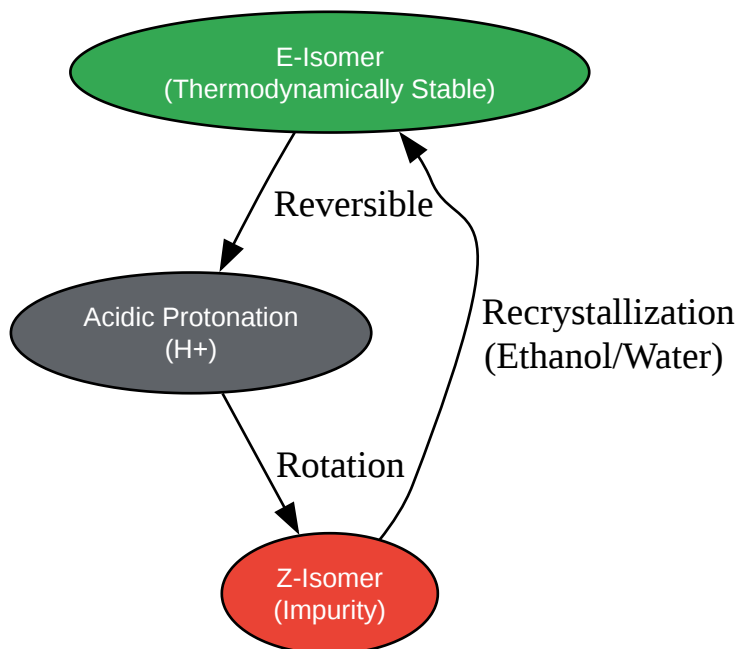 E-Isomer
(Thermodynamically Stable)
Reversible
Acidic Protonation
(H+)
Recrystallization
(Ethanol/Water)
Rotation
Z-Isomer
(Impurity)